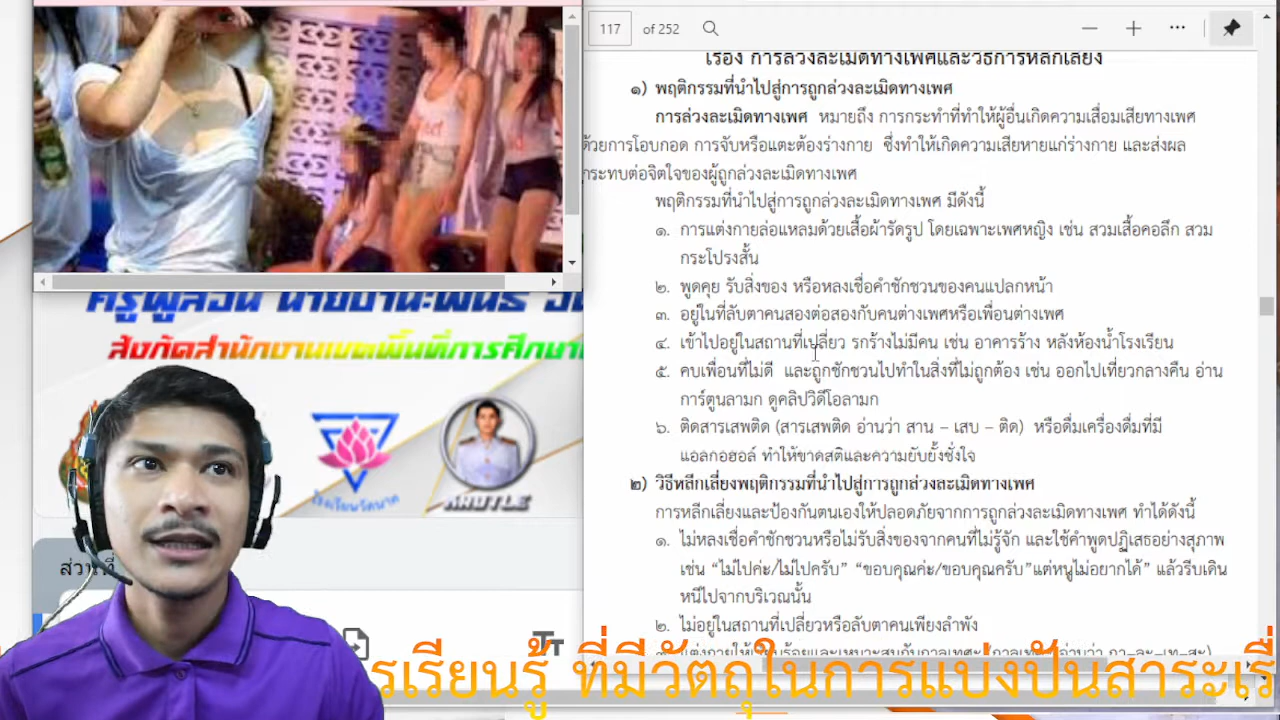 117 of 252
เรื่อง การล่วงละเมิดทางเพศและวิธีการหลีกเลี่ยง
๑) พฤติกรรมที่นำไปสู่การถูกล่วงละเมิดทางเพศ
การล่วงละเมิดทางเพศ หมายถึง การกระทำที่ทำให้ผู้อื่นเกิดความเสื่อมเสียทางเพศ
ด้วยการโอบกอด การจับหรือแตะต้องร่างกาย ซึ่งทำให้เกิดความเสียหายแก่ร่างกาย และส่งผล
กระทบต่อจิตใจของผู้ถูกล่วงละเมิดทางเพศ
พฤติกรรมที่นำไปสู่การถูกล่วงละเมิดทางเพศ มีดังนี้
๑. การแต่งกายล่อแหลมด้วยเสื้อผ้ารัดรูป โดยเฉพาะเพศหญิง เช่น สวมเสื้อคอลึก สวม
กระโปรงสั้น
๒. พูดคุย รับสิ่งของ หรือหลงเชื่อคำชักชวนของคนแปลกหน้า
๓. อยู่ในที่ลับตาคนสองต่อสองกับคนต่างเพศหรือเพื่อนต่างเพศ
๔. เข้าไปอยู่ในสถานที่เปลี่ยว รกร้างไม่มีคน เช่น อาคารร้าง หลังห้องน้ำโรงเรียน
๕. คบเพื่อนที่ไม่ดี และถูกชักชวนไปทำในสิ่งที่ไม่ถูกต้อง เช่น ออกไปเที่ยวกลางคืน อ่าน
การ์ตูนลามก ดูคลิปวิดีโอลามก
๖. ติดสารเสพติด (สารเสพติด อ่านว่า สาน – เสบ – ติด) หรือดื่มเครื่องดื่มที่มี
แอลกอฮอล์ ทำให้ขาดสติและความยับยั้งชั่งใจ
๒) วิธีหลีกเลี่ยงพฤติกรรมที่นำไปสู่การถูกล่วงละเมิดทางเพศ
การหลีกเลี่ยงและป้องกันตนเองให้ปลอดภัยจากการถูกล่วงละเมิดทางเพศ ทำได้ดังนี้
๑. ไม่หลงเชื่อคำชักชวนหรือไม่รับสิ่งของจากคนที่ไม่รู้จัก และใช้คำพูดปฏิเสธอย่างสุภาพ
เช่น “ไม่ไปค่ะ/ไม่ไปครับ” “ขอบคุณค่ะ/ขอบคุณครับ”แต่หนูไม่อยากได้” แล้วรีบเดิน
หนีไปจากบริเวณนั้น
๒. ไม่อยู่ในสถานที่เปลี่ยวหรือลับตาคนเพียงลำพัง
ครูผู้สอน
สังกัดสำนักงานเขตพื้นที่การศึกษา
โรงเรียนวัดนาค
ส่วนที่
Tт
รเรียนรู้ ที่มีวัตถุในการแบ่งปันสาระเรื่